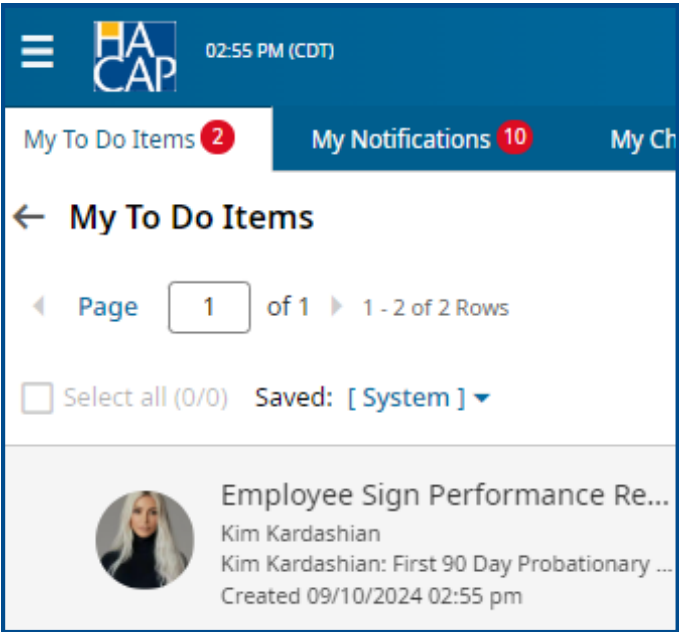 HA
CAP
02:55 PM (CDT)
My To Do Items 2 My Notifications 10 My Ch
← My To Do Items
Page 1 of 1 1 - 2 of 2 Rows
Select all (0/0) Saved: [ System ]
Employee Sign Performance Re...
Kim Kardashian
Kim Kardashian: First 90 Day Probationary ...
Created 09/10/2024 02:55 pm